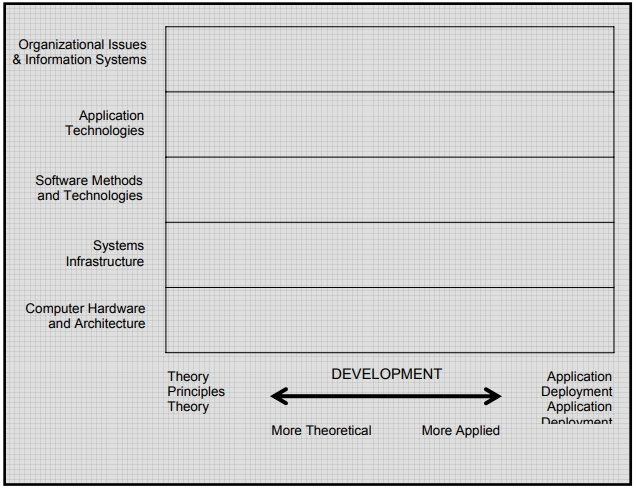 Organizational Issues
& Information Systems
Application
Technologies
Software Methods
and Technologies
Systems
Infrastructure
Computer Hardware
and Architecture
Theory
Principles
Theory
DEVELOPMENT
More Theoretical
More Applied
Application
Deployment
Application
Deployment